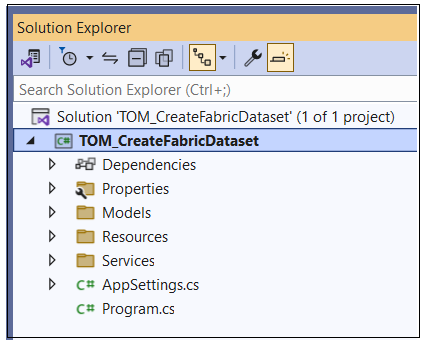 Solution Explorer
Search Solution Explorer (Ctrl+;)
Solution 'TOM_CreateFabricDataset' (1 of 1 project)
C# TOM_CreateFabricDataset
Dependencies
Properties
Models
Resources
Services
C# AppSettings.cs
C# Program.cs